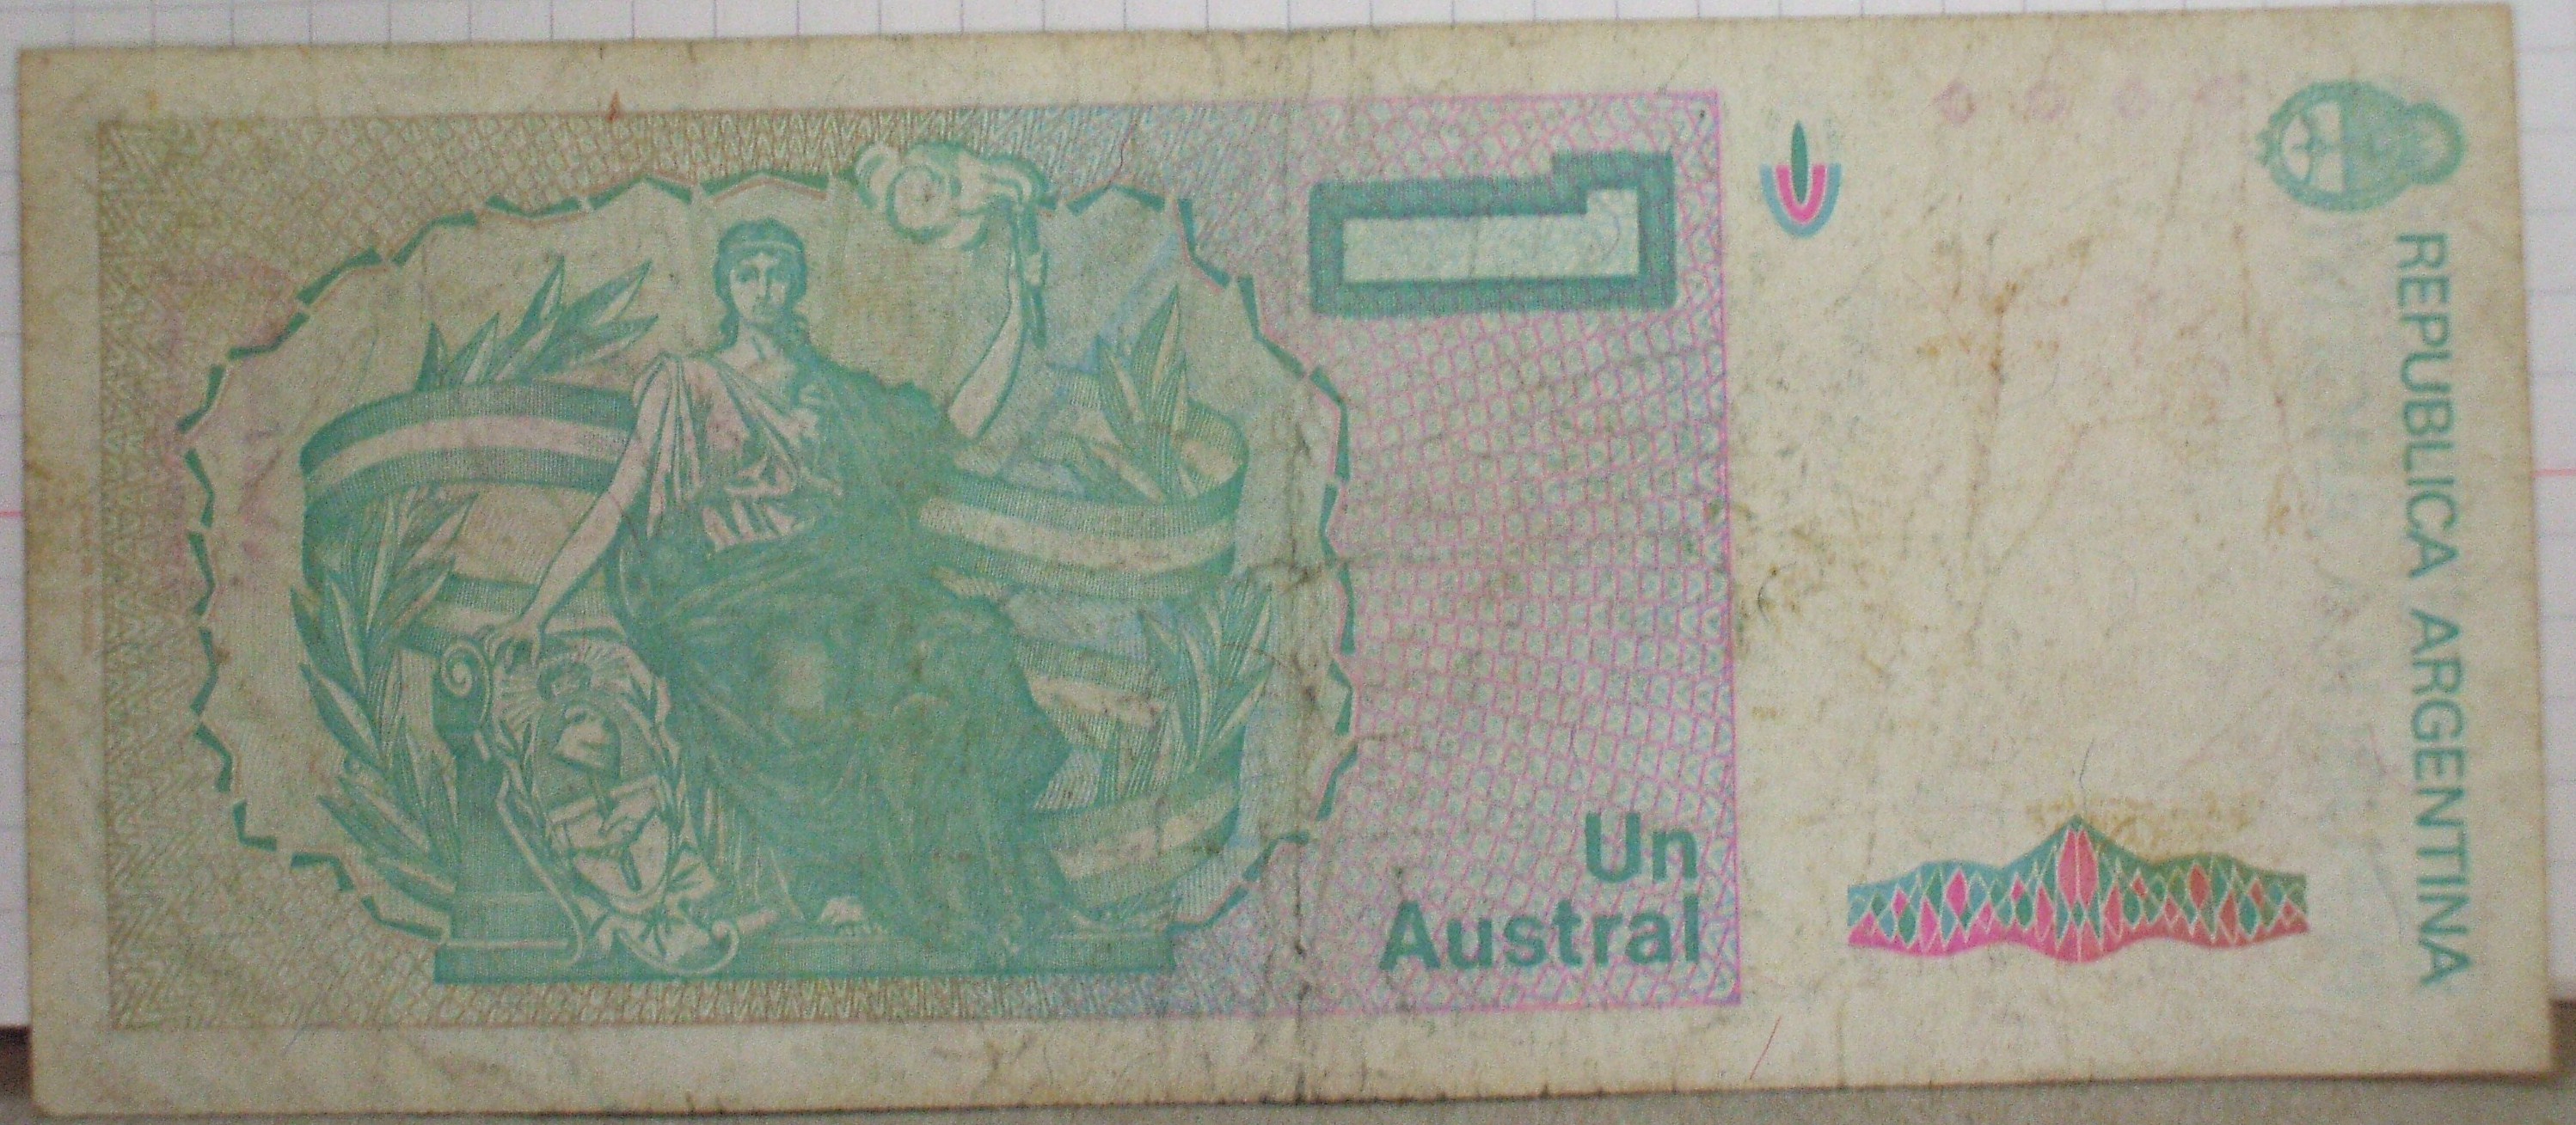 1
Un
Austral
REPUBLICA ARGENTINA